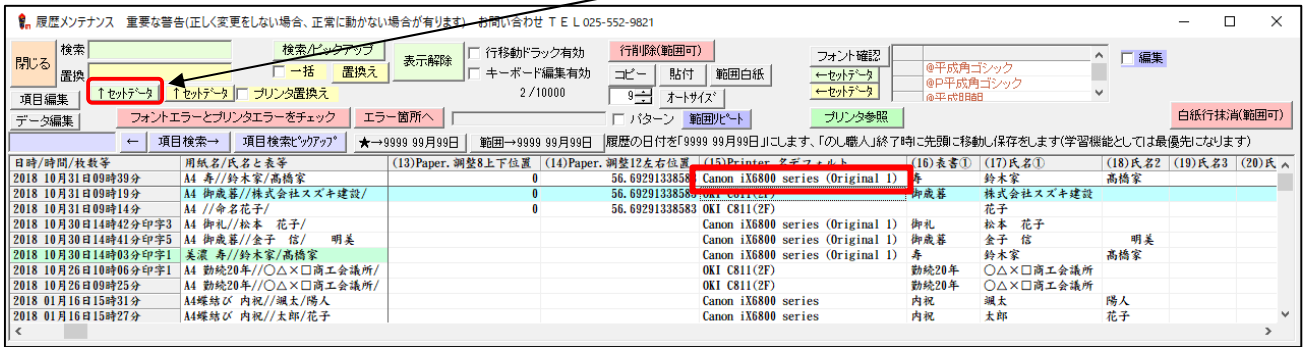 履歴メンテナンス 重要な警告(正しく変更をしない場合、正常に動かない場合が有ります) お問い合わせ ＴＥＬ025-552-9821
閉じる 検索 検索/ピックアップ 表示解除 行移動ドラック有効 行削除(範囲可) フォント確認 編集
置換 一括 置換え キーボード編集有効 コピー 貼付 範囲白紙 ←セットデータ @平成角ゴシック
@P平成角ゴシック
項目編集 ↑セットデータ ↑セットデータ プリンタ置換え 2/10000 9 オートサイズ ←セットデータ @平成明朝
データ編集 フォントエラーとプリンタエラーをチェック エラー箇所へ パターン 範囲リピート プリンタ参照 白紙行抹消(範囲可)
← 項目検索→ 項目検索ピックアップ ★→9999 99月99日 範囲→9999 99月99日 履歴の日付を「9999 99月99日」にします、「のし職人」終了時に先頭に移動し保存をします(学習機能としては最優先になります)
日時/時間/枚数等 用紙名/氏名と表等 (13)Paper.調整8上下位置 (14)Paper.調整12左右位置 (15)Printer 名デフォルト (16)表書① (17)氏名① (18)氏名2 (19)氏名3 (20)氏
2018 10月31日09時39分 A4 寿//鈴木家/高橋家 0 56.69291338583 Canon iX6800 series (Original 1) 寿 鈴木家 高橋家
2018 10月31日09時19分 A4 御歳暮//株式会社スズキ建設/ 0 56.69291338583 OKI C811(2F) 御歳暮 株式会社スズキ建設
2018 10月31日09時14分 A4 //命名花子/ 0 56.69291338583 OKI C811(2F) 花子
2018 10月30日14時42分印字3 A4 御礼//松本 花子/ Canon iX6800 series (Original 1) 御礼 松本 花子
2018 10月30日14時41分印字5 A4 御歳暮//金子 信/ 明美 Canon iX6800 series (Original 1) 御歳暮 金子 信 明美
2018 10月30日14時03分印字1 美濃 寿//鈴木家/高橋家 Canon iX6800 series (Original 1) 寿 鈴木家 高橋家
2018 10月26日10時06分印字1 A4 勤続20年//○△×□商工会議所/ OKI C811(2F) 勤続20年 ○△×□商工会議所
2018 10月26日09時25分 A4 勤続20年//○△×□商工会議所/ OKI C811(2F) 勤続20年 ○△×□商工会議所
2018 01月16日15時31分 A4蝶結び 内祝//颯太/陽人 Canon iX6800 series 内祝 颯太 陽人
2018 01月16日15時27分 A4蝶結び 内祝//太郎/花子 Canon iX6800 series 内祝 太郎 花子